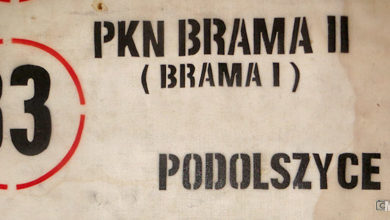 PKN BRAMA II
(BRAMA I)
33
PODOLSZYCE